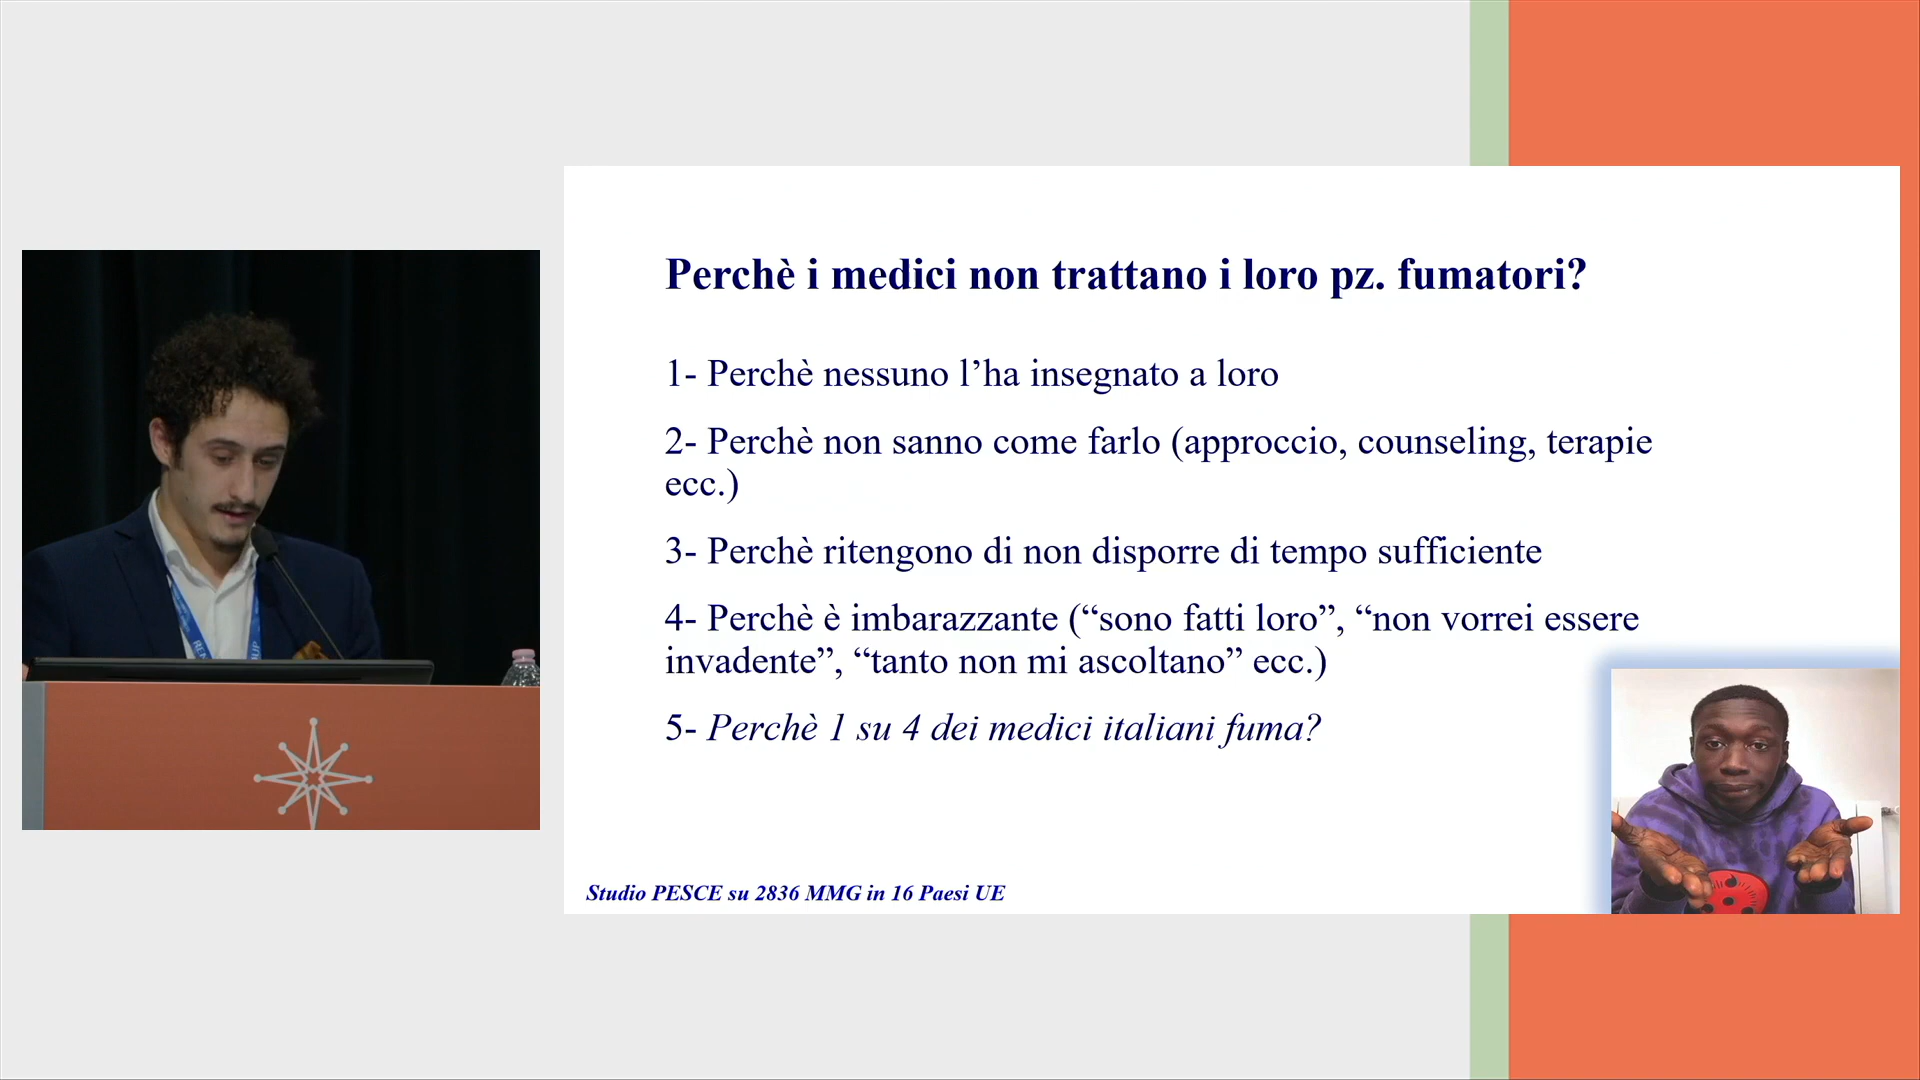 Perchè i medici non trattano i loro pz. fumatori?
1- Perchè nessuno l’ha insegnato a loro
2- Perchè non sanno come farlo (approccio, counseling, terapie
ecc.)
3- Perchè ritengono di non disporre di tempo sufficiente
4- Perchè è imbarazzante (“sono fatti loro”, “non vorrei essere
invadente”, “tanto non mi ascoltano” ecc.)
5- Perchè 1 su 4 dei medici italiani fuma?
Studio PESCE su 2836 MMG in 16 Paesi UE